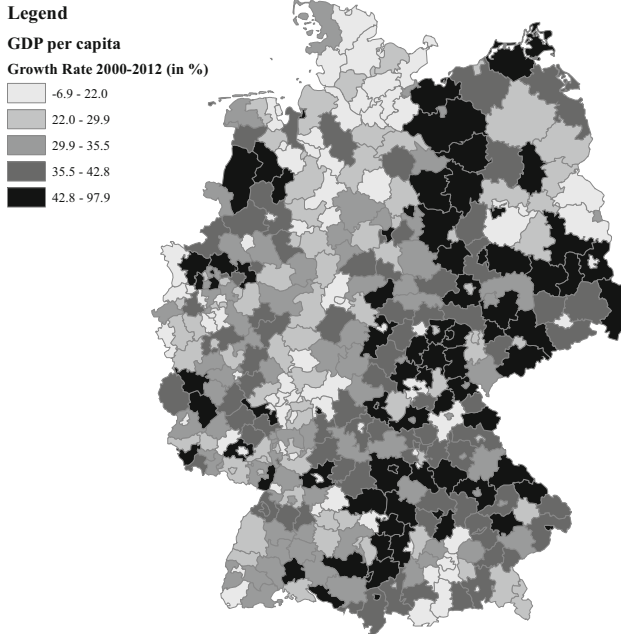 Legend
GDP per capita
Growth Rate 2000-2012 (in %)
-6.9 - 22.0
22.0 - 29.9
29.9 - 35.5
35.5 - 42.8
42.8 - 97.9